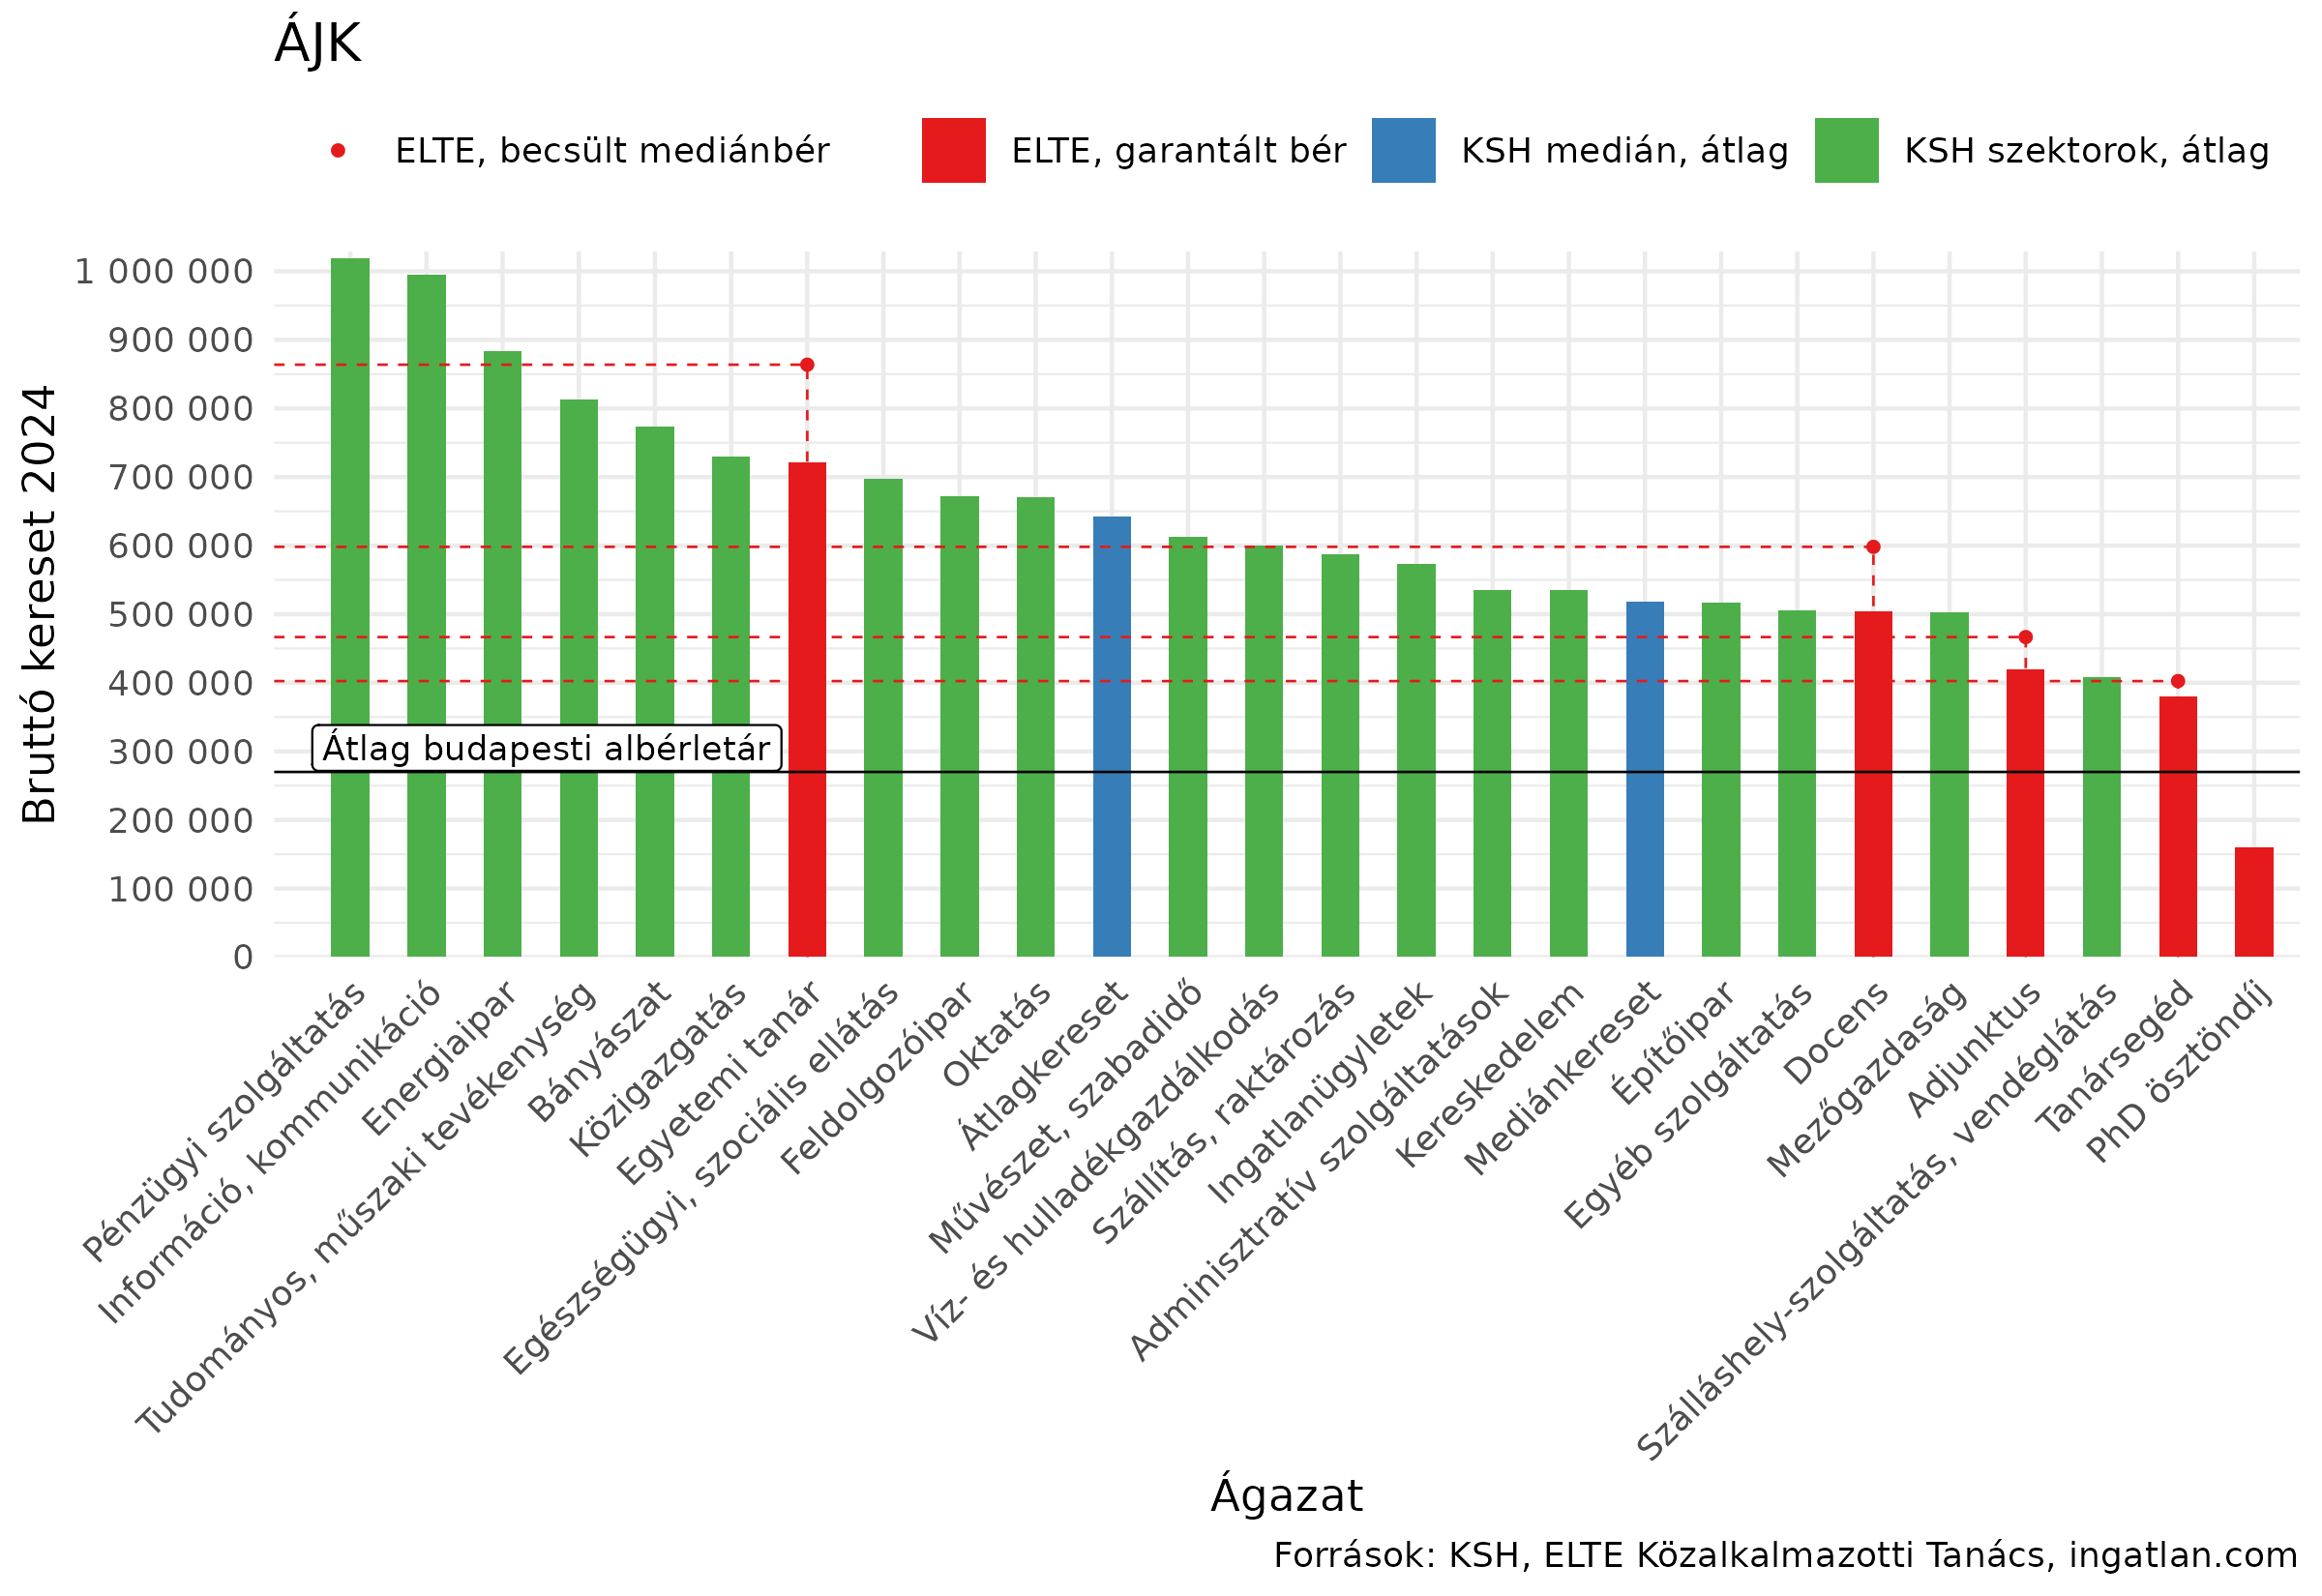 ÁJK
ELTE, becsült mediánbér
ELTE, garantált bér
KSH medián, átlag
KSH szektorok, átlag
Bruttó kereset 2024
1 000 000
900 000
800 000
700 000
600 000
500 000
400 000
300 000
200 000
100 000
0
Átlag budapesti albérletár
Pénzügyi szolgáltatás
Információ, kommunikáció
Energiaipar
Tudományos, műszaki tevékenység
Bányászat
Közigazgatás
Egyetemi tanár
Egészségügyi, szociális ellátás
Feldolgozóipar
Oktatás
Átlagkereset
Művészet, szabadidő
Víz- és hulladékgazdálkodás
Szállítás, raktározás
Ingatlanügyletek
Adminisztratív szolgáltatások
Kereskedelem
Mediánkereset
Építőipar
Egyéb szolgáltatás
Docens
Mezőgazdaság
Adjunktus
Szálláshely-szolgáltatás, vendéglátás
Tanársegéd
PhD ösztöndíj
Ágazat
Források: KSH, ELTE Közalkalmazotti Tanács, ingatlan.com